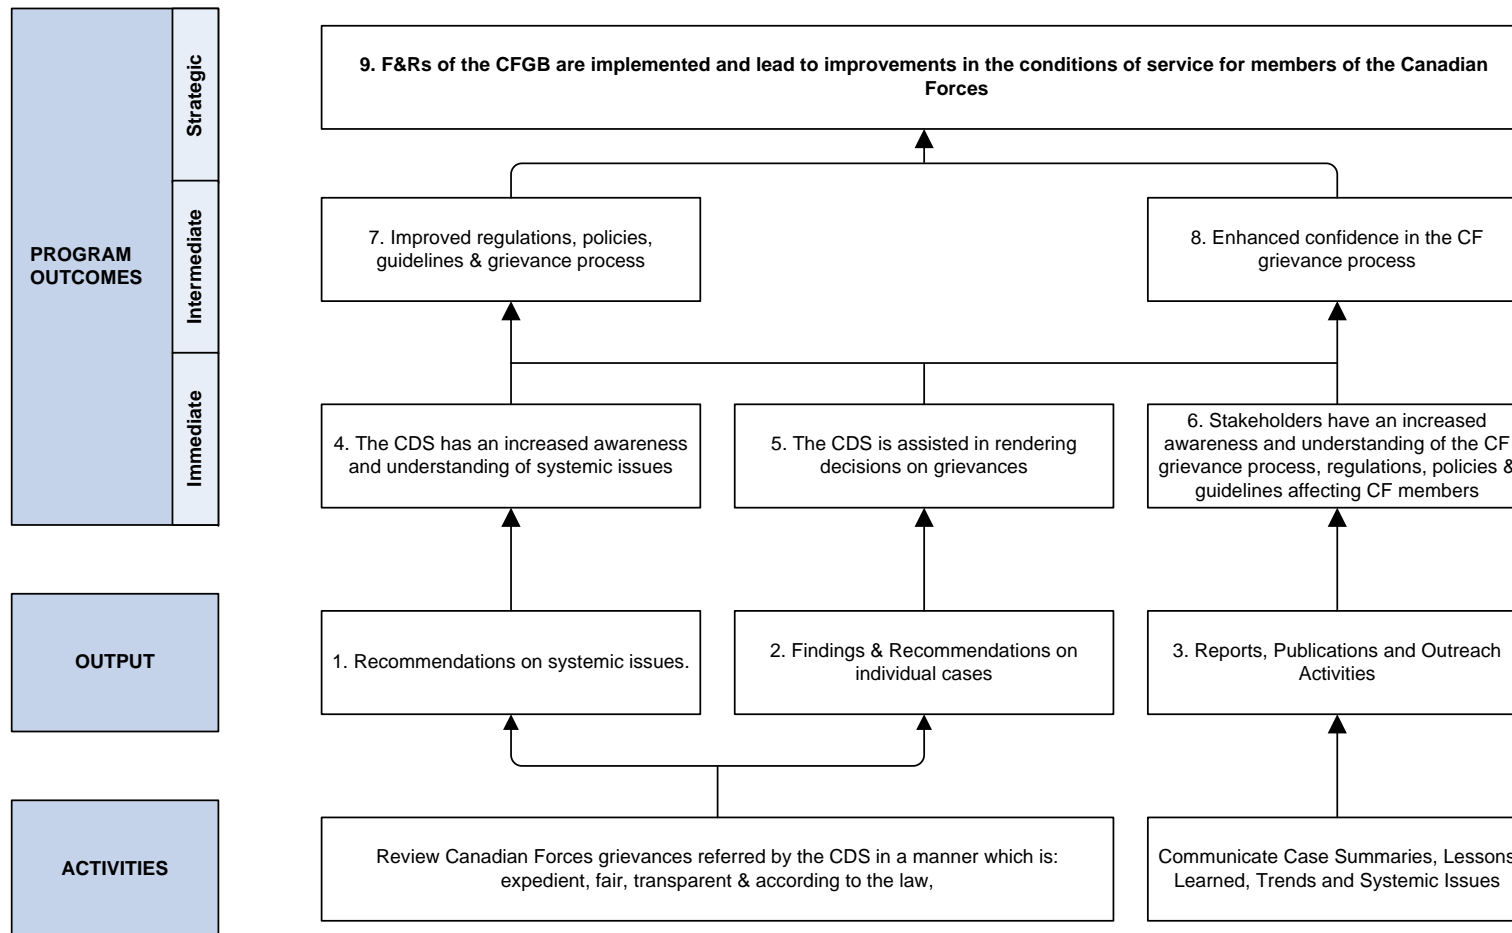 Strategic
9. F&Rs of the CFGB are implemented and lead to improvements in the conditions of service for members of the Canadian
Forces
PROGRAM
OUTCOMES
Intermediate
7. Improved regulations, policies,
guidelines & grievance process
8. Enhanced confidence in the CF
grievance process
Immediate
4. The CDS has an increased awareness
and understanding of systemic issues
5. The CDS is assisted in rendering
decisions on grievances
6. Stakeholders have an increased
awareness and understanding of the CF
grievance process, regulations, policies &
guidelines affecting CF members
OUTPUT
1. Recommendations on systemic issues.
2. Findings & Recommendations on
individual cases
3. Reports, Publications and Outreach
Activities
ACTIVITIES
Review Canadian Forces grievances referred by the CDS in a manner which is:
expedient, fair, transparent & according to the law,
Communicate Case Summaries, Lessons
Learned, Trends and Systemic Issues